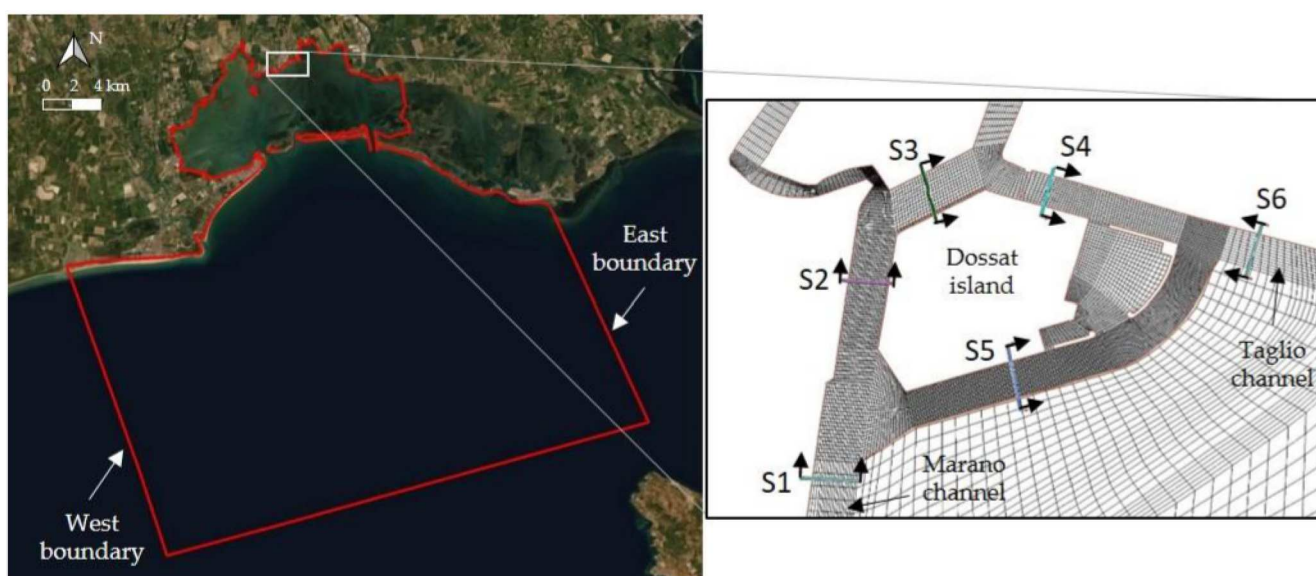 N
0 2 4 km
East
boundary
West
boundary
S3
S4
S6
S2
Dossat
island
S5
Taglio
channel
S1
Marano
channel